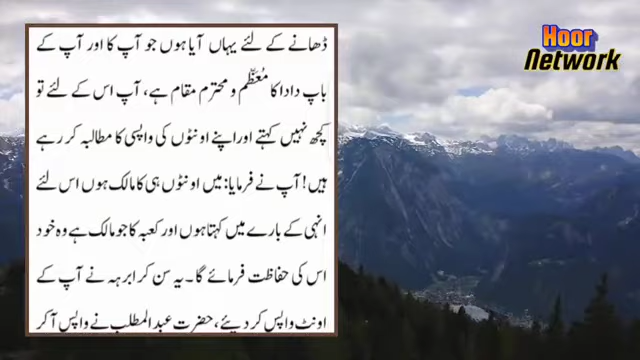 ڈھانے کے لئے یہاں آیا ہوں جو آپ کا اور آپ کے
باپ دادا کا مُعَظَّم و محترم مقام ہے، آپ اس کے لئے تو
کچھ نہیں کہتے اور اپنے اونٹوں کی واپسی کا مطالبہ کر رہے
ہیں! آپ نے فرمایا: میں اونٹوں ہی کا مالک ہوں اس لئے
انہی کے بارے میں کہتا ہوں اور کعبہ کا جو مالک ہے وہ خود
اس کی حفاظت فرمائے گا۔ یہ سن کر ابرہہ نے آپ کے
اونٹ واپس کر دیئے، حضرت عبد المطلب نے واپس آ کر
Hoor
Network